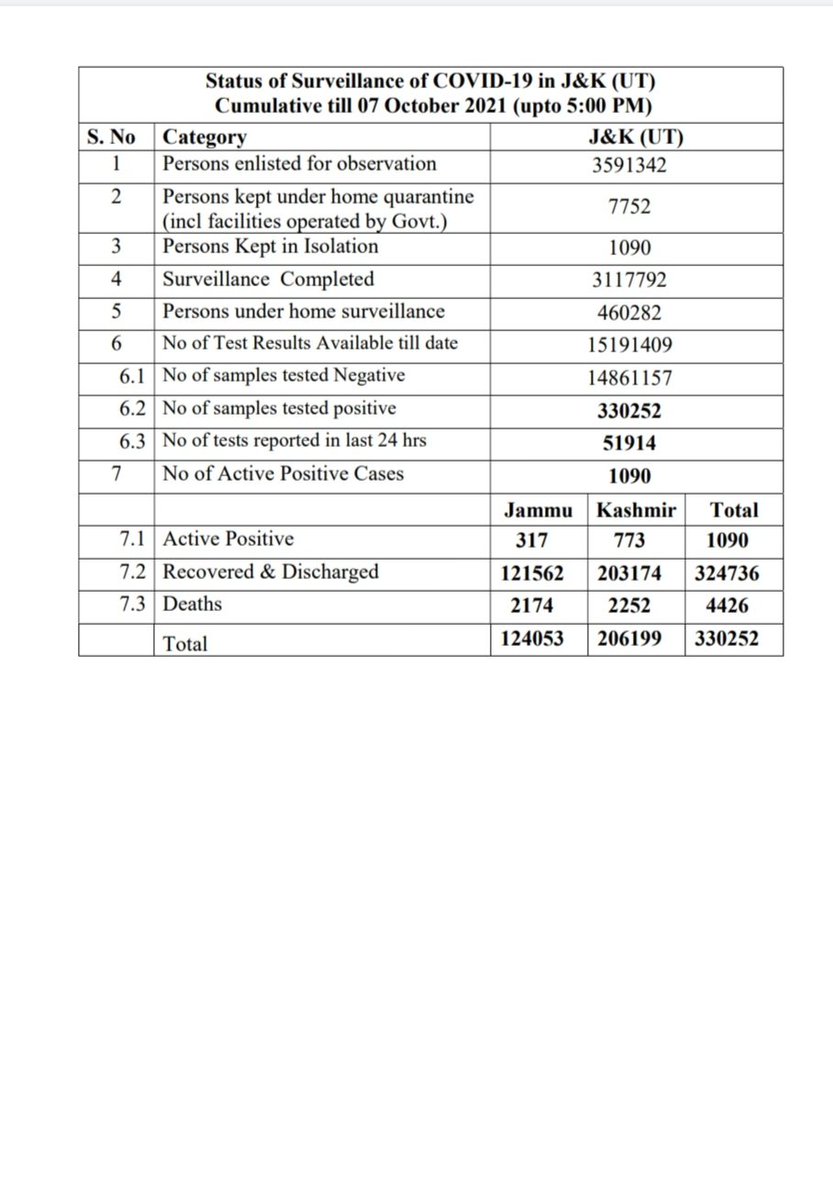 Status of Surveillance of COVID-19 in J&K (UT)
Cumulative till 07 October 2021 (upto 5:00 PM)
S. No Category J&K (UT)
1 Persons enlisted for observation 3591342
2 Persons kept under home quarantine
(incl facilities operated by Govt.) 7752
3 Persons Kept in Isolation 1090
4 Surveillance Completed 3117792
5 Persons under home surveillance 460282
6 No of Test Results Available till date 15191409
6.1 No of samples tested Negative 14861157
6.2 No of samples tested positive 330252
6.3 No of tests reported in last 24 hrs 51914
7 No of Active Positive Cases 1090
Jammu Kashmir Total
7.1 Active Positive 317 773 1090
7.2 Recovered & Discharged 121562 203174 324736
7.3 Deaths 2174 2252 4426
Total 124053 206199 330252